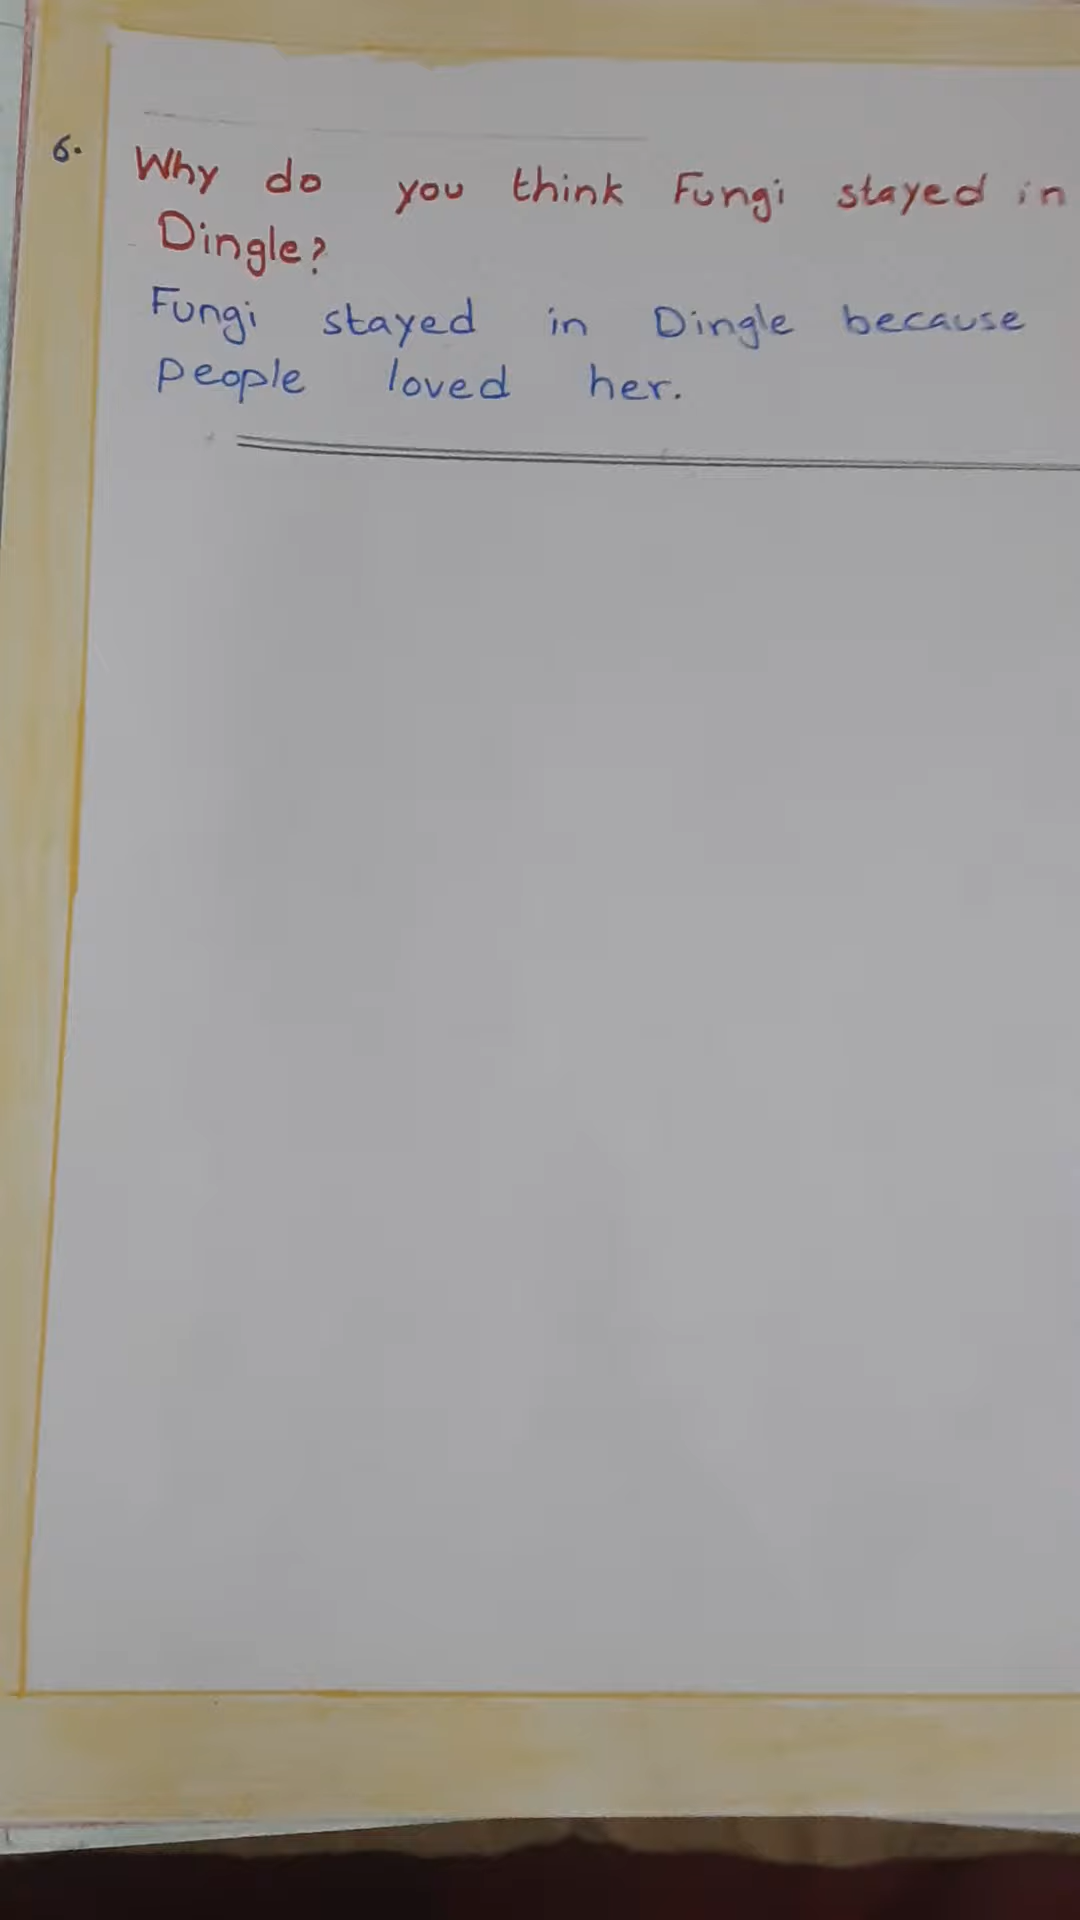 6. Why do you think Fungi stayed in
Dingle?
Fungi stayed in Dingle because
people loved her.